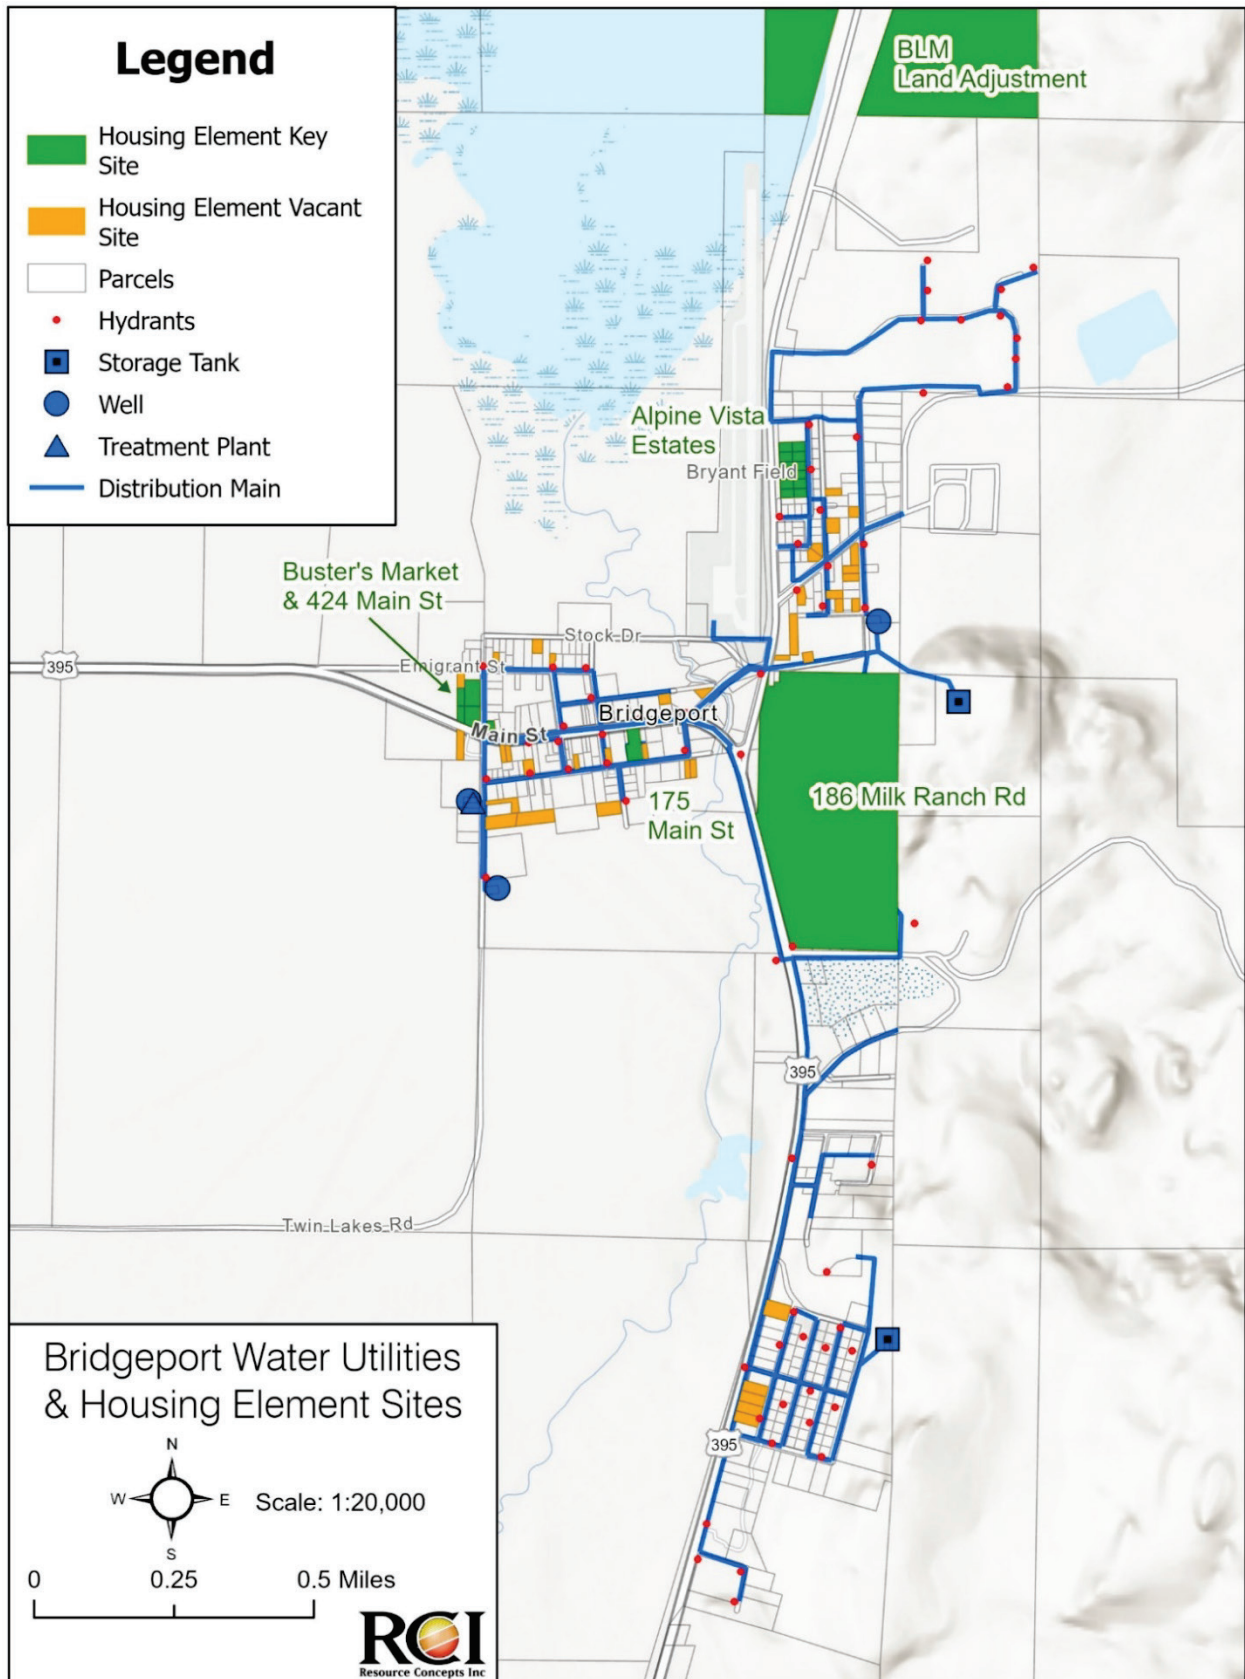 Legend
Housing Element Key
Site
Housing Element Vacant
Site
Parcels
Hydrants
Storage Tank
Well
Treatment Plant
Distribution Main
BLM
Land Adjustment
Alpine Vista
Estates
Bryant Field
Buster's Market
& 424 Main St
Stock Dr
395
Emigrant St
Bridgeport
Main St
186 Milk Ranch Rd
175
Main St
395
Twin Lakes Rd
395
Bridgeport Water Utilities
& Housing Element Sites
N
W E
S
Scale: 1:20,000
0 0.25 0.5 Miles
RCI
Resource Concepts Inc